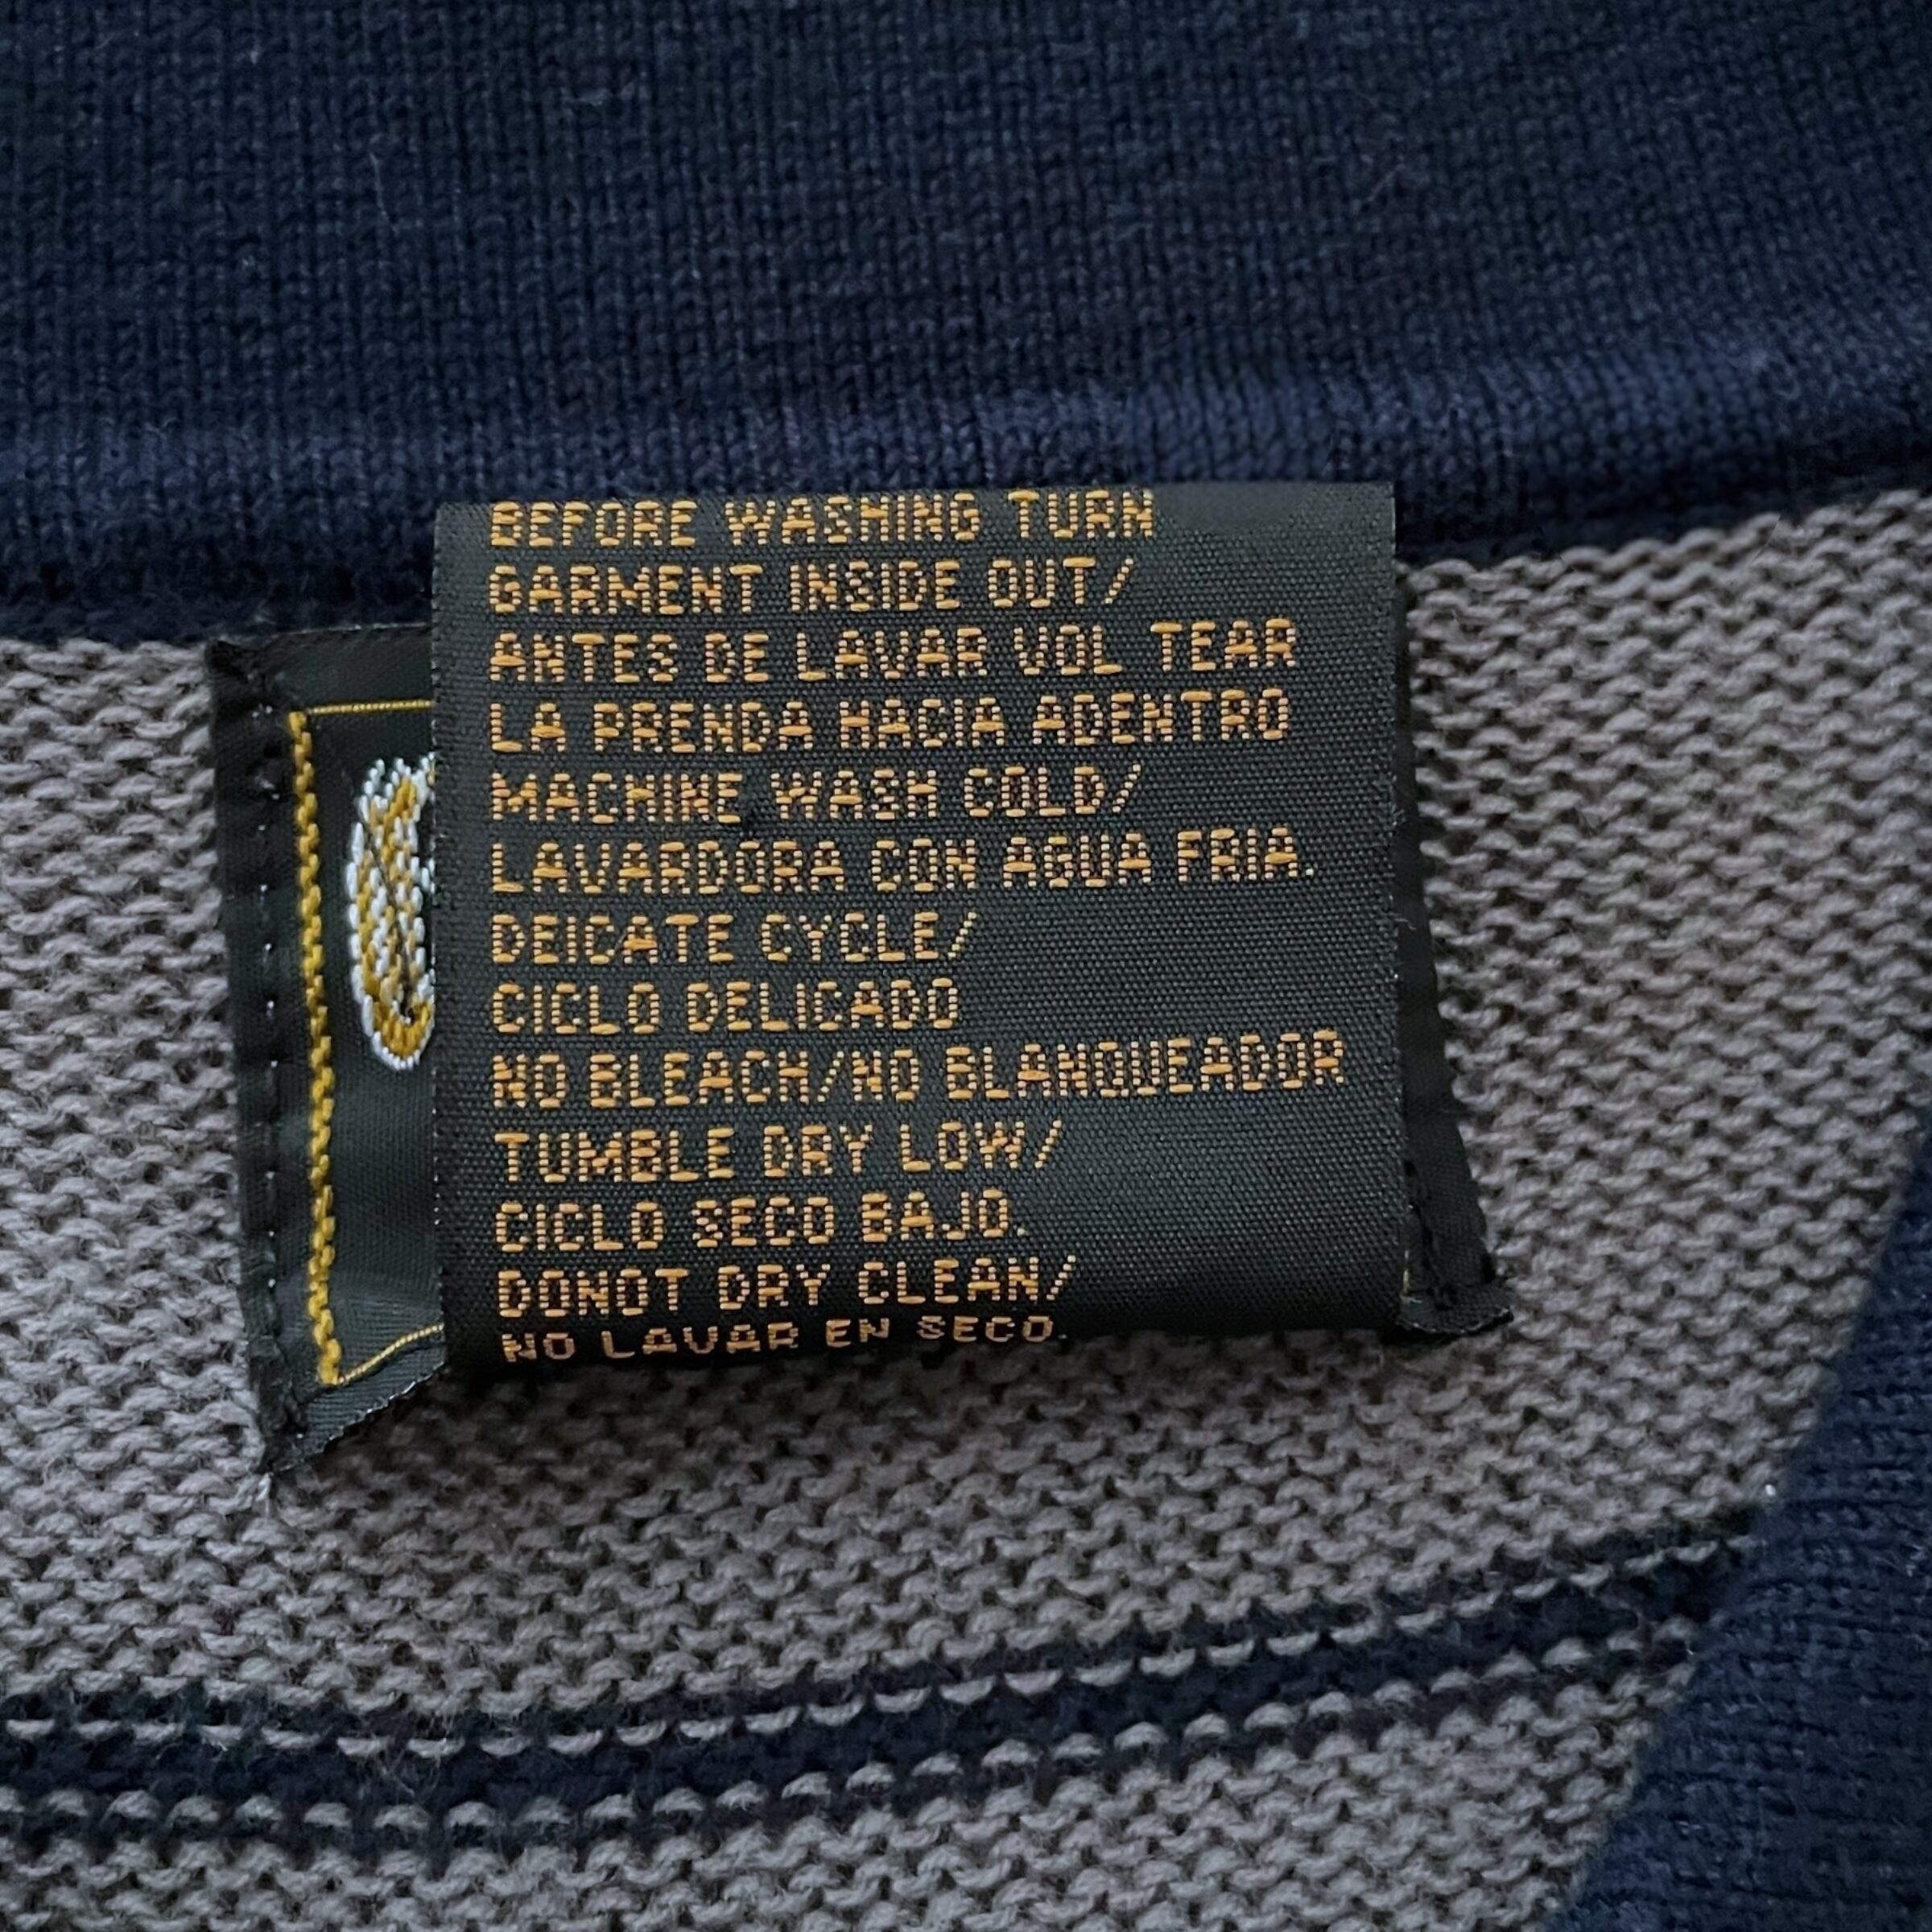 BEFORE WASHING TURN
GARMENT INSIDE OUT/
ANTES DE LAVAR VOL TEAR
LA PRENDA HACIA ADENTRO
MACHINE WASH COLD/
LAVARDORA CON AGUA FRIA.
DEICATE CYCLE/
CICLO DELICADO
NO BLEACH/NO BLANQUEADOR
TUMBLE DRY LOW/
CICLO SECO BAJO.
DONOT DRY CLEAN/
NO LAVAR EN SECO.